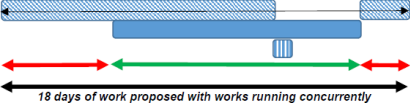 18 days of work proposed with works running concurrently